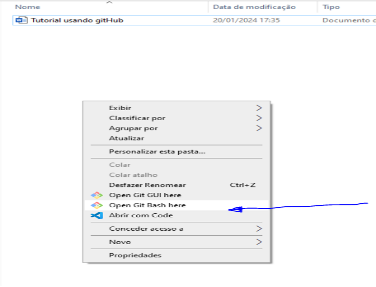 Nome Data de modificação Tipo
Tutorial usando gitHub 20/01/2024 17:35 Documento
Exibir >
Classificar por >
Agrupar por >
Atualizar
Personalizar esta pasta...
Colar
Colar atalho
Desfazer Renomear Ctrl+Z
Open Git GUI here
Open Git Bash here
Abrir com Code
Conceder acesso a >
Novo >
Propriedades